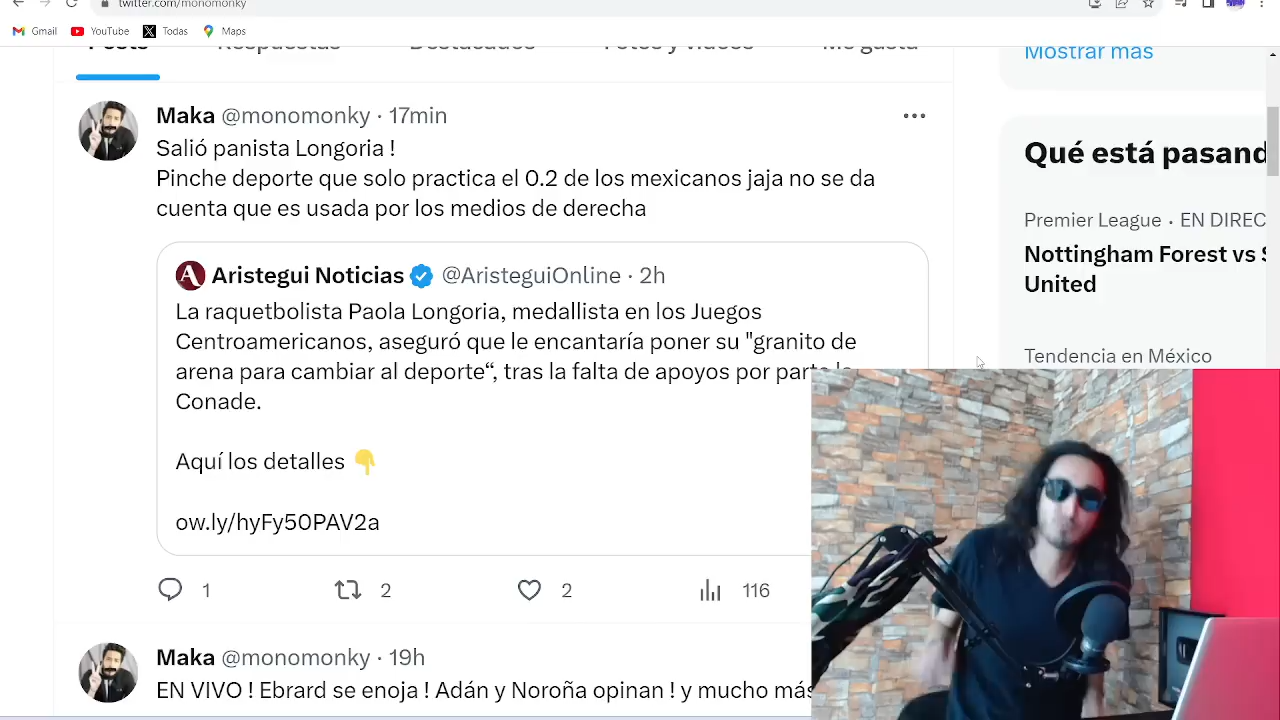 twitter.com/monomonky
Gmail YouTube Todas Maps
Posts Respuestas Destacados Fotos y videos Me gusta
Mostrar más
Maka @monomonky · 17min
Salió panista Longoria !
Pinche deporte que solo practica el 0.2 de los mexicanos jaja no se da
cuenta que es usada por los medios de derecha
Aristegui Noticias @AristeguiOnline · 2h
La raquetbolista Paola Longoria, medallista en los Juegos
Centroamericanos, aseguró que le encantaría poner su "granito de
arena para cambiar al deporte“, tras la falta de apoyos por parte
Conade.
Aquí los detalles 👇
ow.ly/hyFy50PAV2a
1 2 2 116
Maka @monomonky · 19h
EN VIVO ! Ebrard se enoja ! Adán y Noroña opinan ! y mucho más
Qué está pasand
Premier League · EN DIREC
Nottingham Forest vs S
United
Tendencia en México